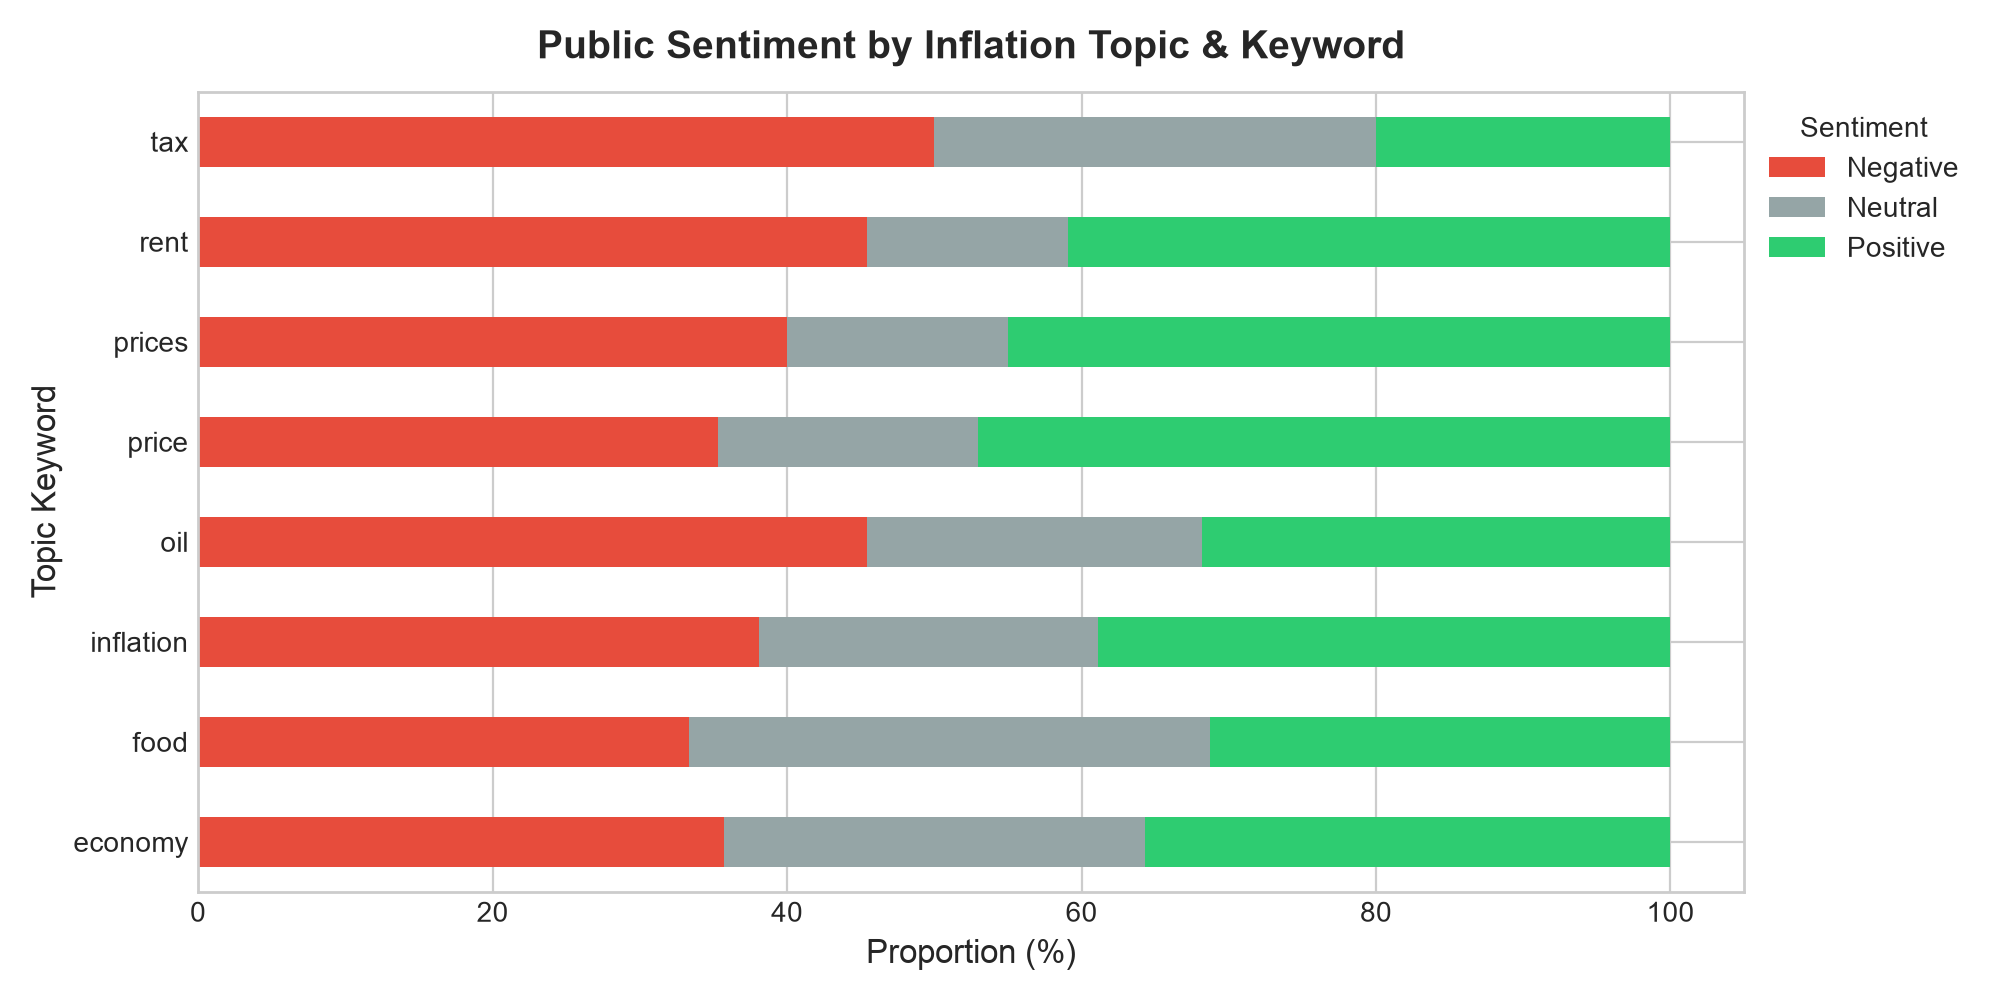 Public Sentiment by Inflation Topic & Keyword
Sentiment
Negative
Neutral
Positive
Topic Keyword
tax
rent
prices
price
oil
inflation
food
economy
0 20 40 60 80 100
Proportion (%)